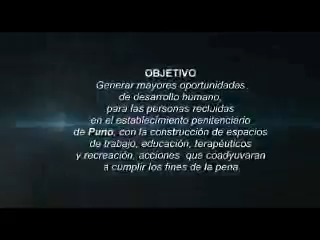 OBJETIVO
Generar mayores oportunidades
de desarrollo humano,
para las personas recluidas
en el establecimiento penitenciario
de Puno, con la construcción de espacios
de trabajo, educación, terapéuticos
y recreación, acciones que coadyuvaran
a cumplir los fines de la pena